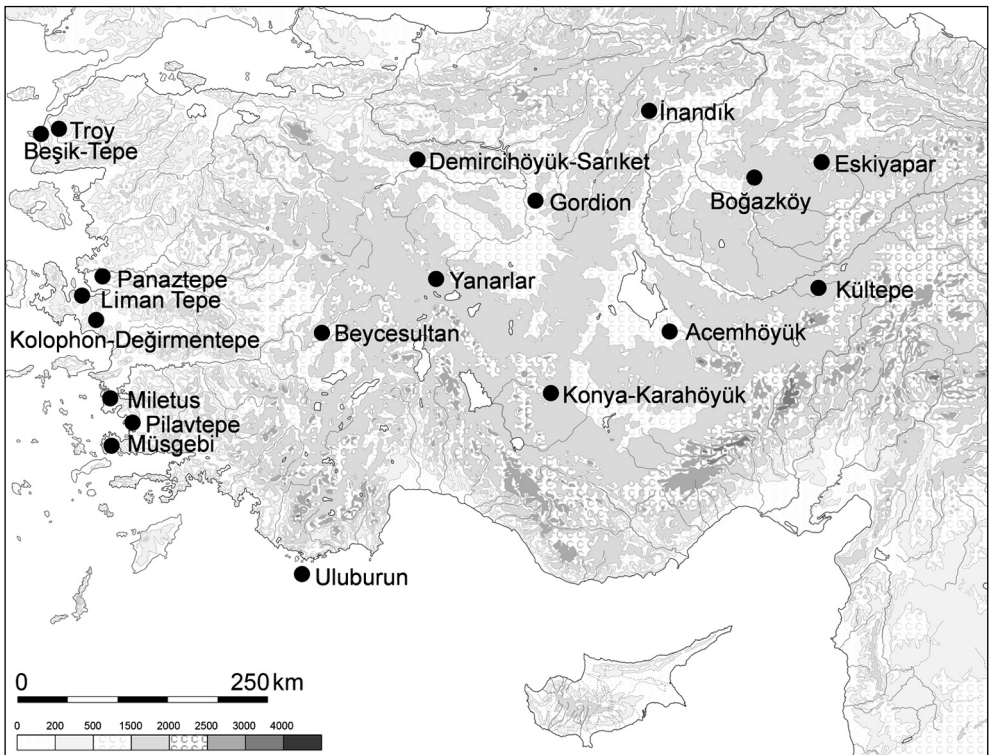 İnandık
Troy
Beşik-Tepe
Demircihöyük-Sarıket
Eskiyapar
Boğazköy
Gordion
Panaztepe
Yanarlar
Liman Tepe
Kültepe
Kolophon-Değirmentepe
Beycesultan
Acemhöyük
Miletus
Konya-Karahöyük
Pilavtepe
Müsgebi
Uluburun
0 250 km
0 200 500 1500 2000 2500 3000 4000